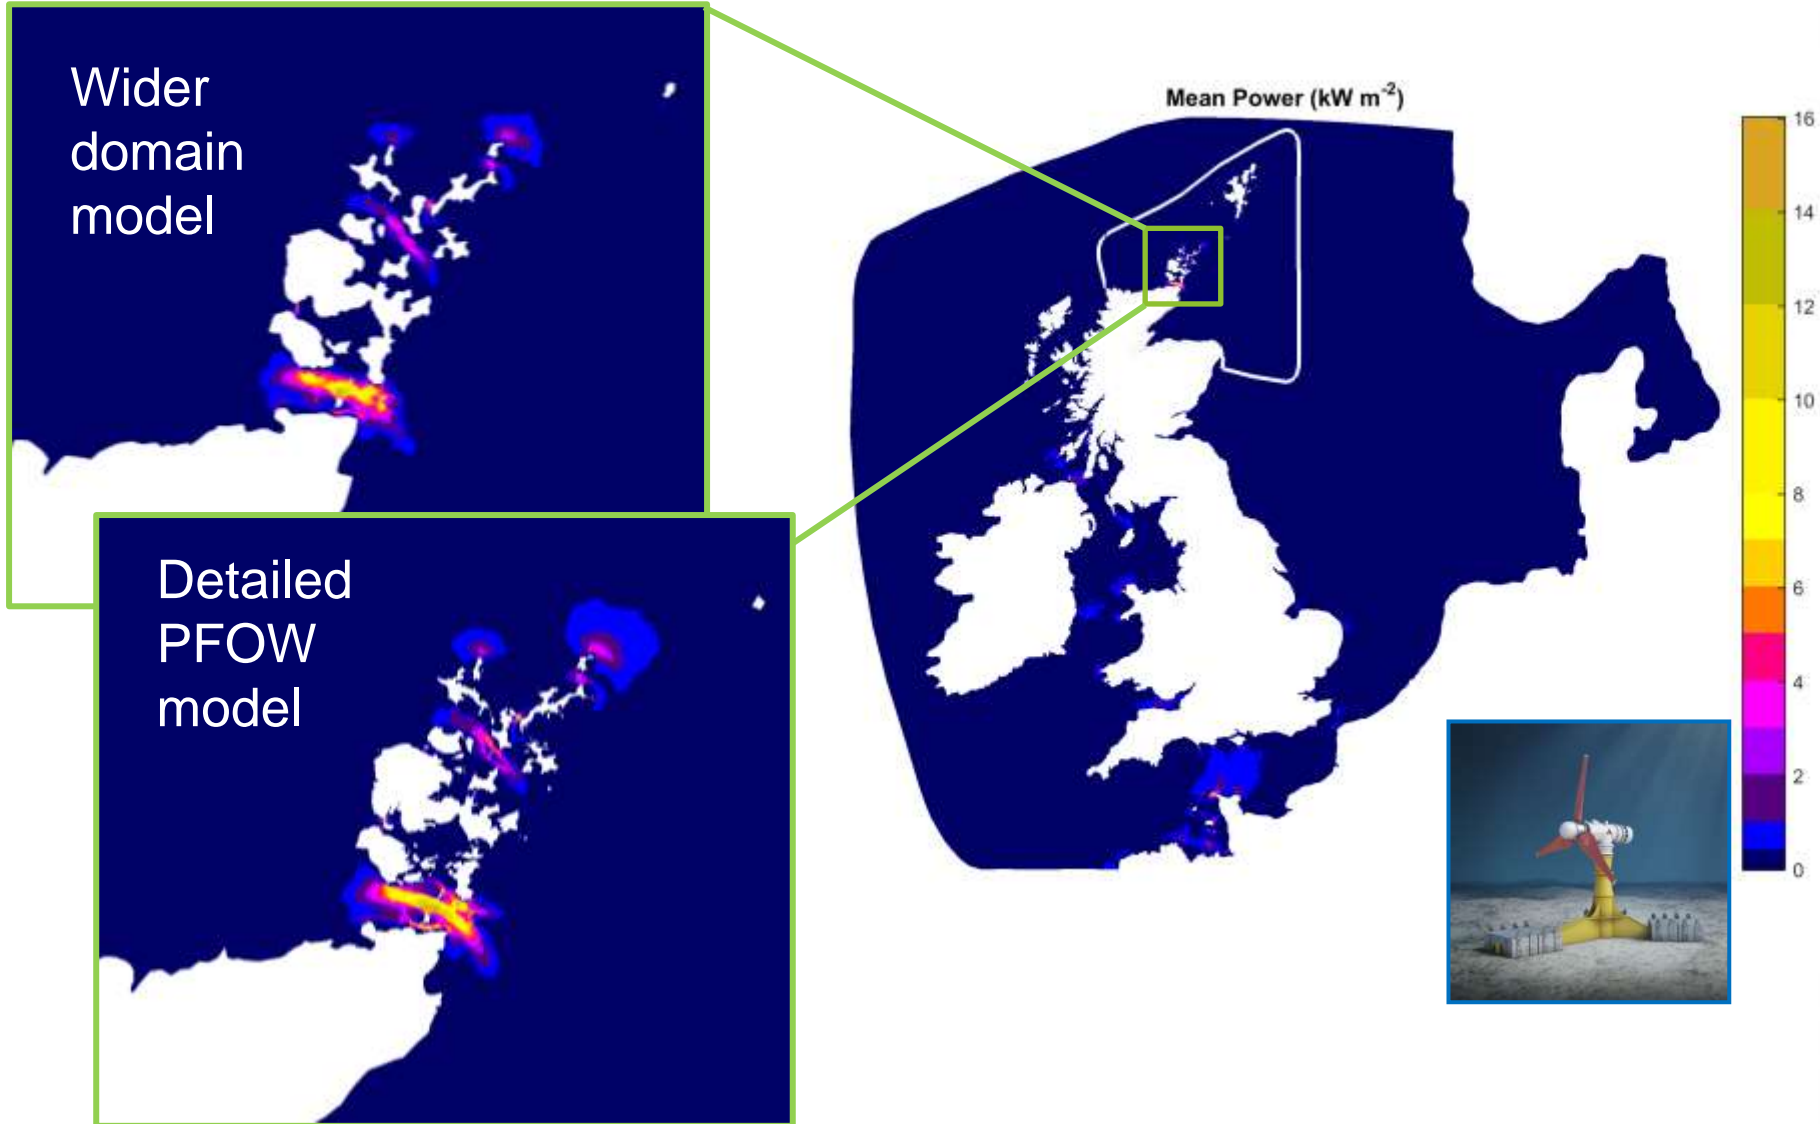 Wider
domain
model
Detailed
PFOW
model
Mean Power (kW m⁻²)
16
14
12
10
8
6
4
2
0